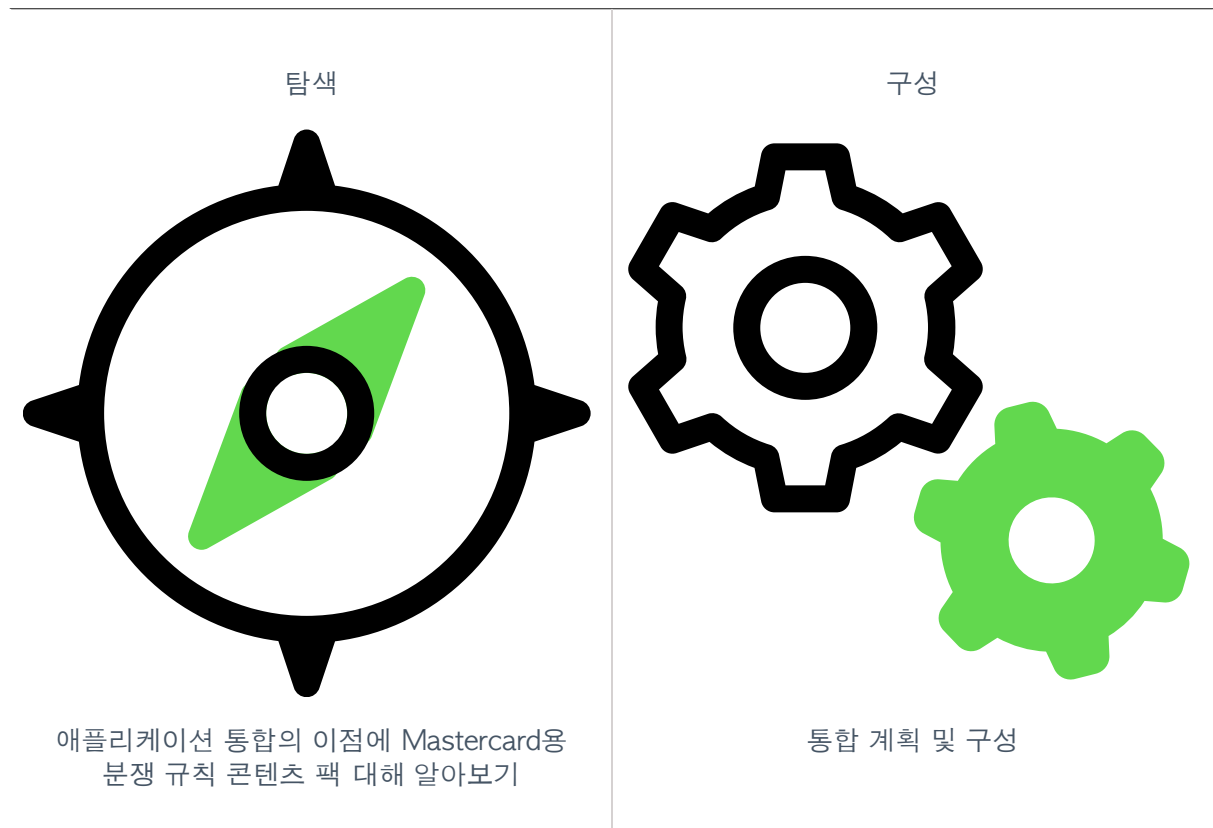 탐색
애플리케이션 통합의 이점에 Mastercard용
분쟁 규칙 콘텐츠 팩 대해 알아보기
구성
통합 계획 및 구성